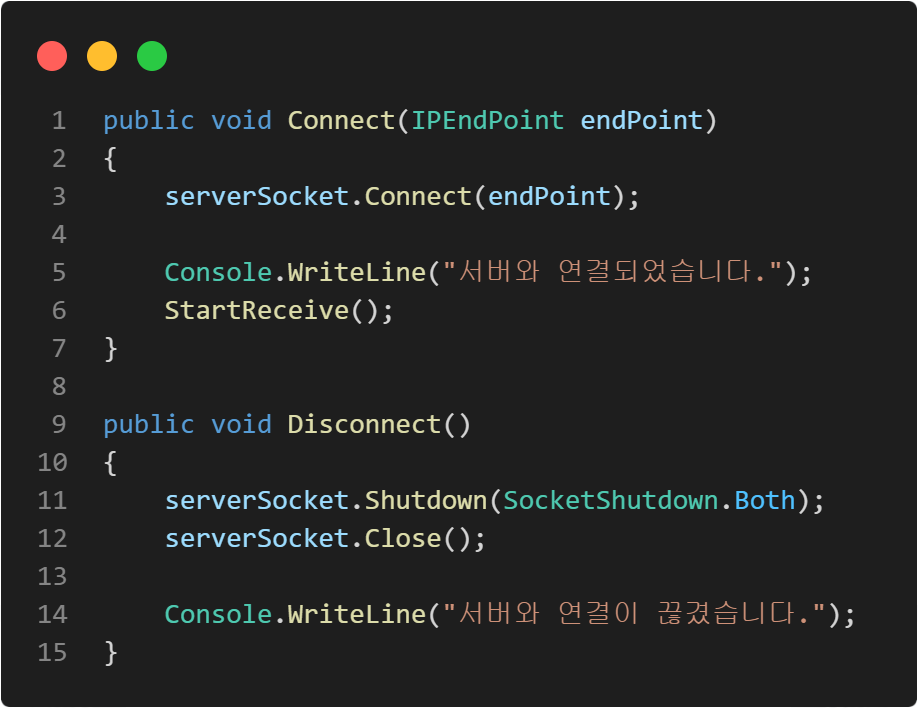 1 public void Connect(IPEndPoint endPoint)
2 {
3     serverSocket.Connect(endPoint);
4
5     Console.WriteLine("서버와 연결되었습니다.");
6     StartReceive();
7 }
8
9 public void Disconnect()
10 {
11     serverSocket.Shutdown(SocketShutdown.Both);
12     serverSocket.Close();
13
14     Console.WriteLine("서버와 연결이 끊겼습니다.");
15 }